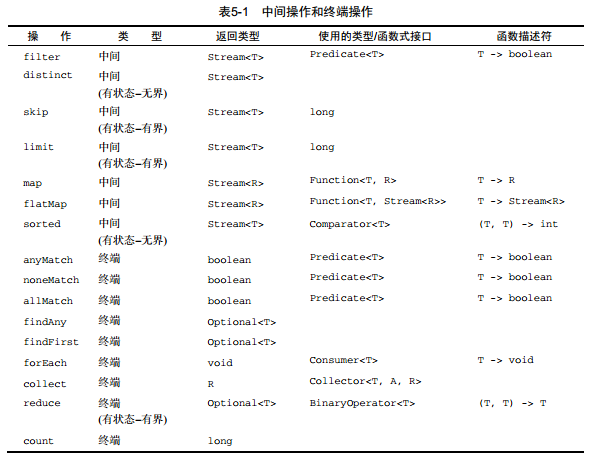 表5-1 中间操作和终端操作
操 作 类 型 返回类型 使用的类型/函数式接口 函数描述符
filter 中间 Stream<T> Predicate<T> T -> boolean
distinct 中间 Stream<T>
(有状态–无界)
skip 中间 Stream<T> long
(有状态–有界)
limit 中间 Stream<T> long
(有状态–有界)
map 中间 Stream<R> Function<T, R> T -> R
flatMap 中间 Stream<R> Function<T, Stream<R>> T -> Stream<R>
sorted 中间 Stream<T> Comparator<T> (T, T) -> int
(有状态–无界)
anyMatch 终端 boolean Predicate<T> T -> boolean
noneMatch 终端 boolean Predicate<T> T -> boolean
allMatch 终端 boolean Predicate<T> T -> boolean
findAny 终端 Optional<T>
findFirst 终端 Optional<T>
forEach 终端 void Consumer<T> T -> void
collect 终端 R Collector<T, A, R>
reduce 终端 Optional<T> BinaryOperator<T> (T, T) -> T
(有状态–有界)
count 终端 long